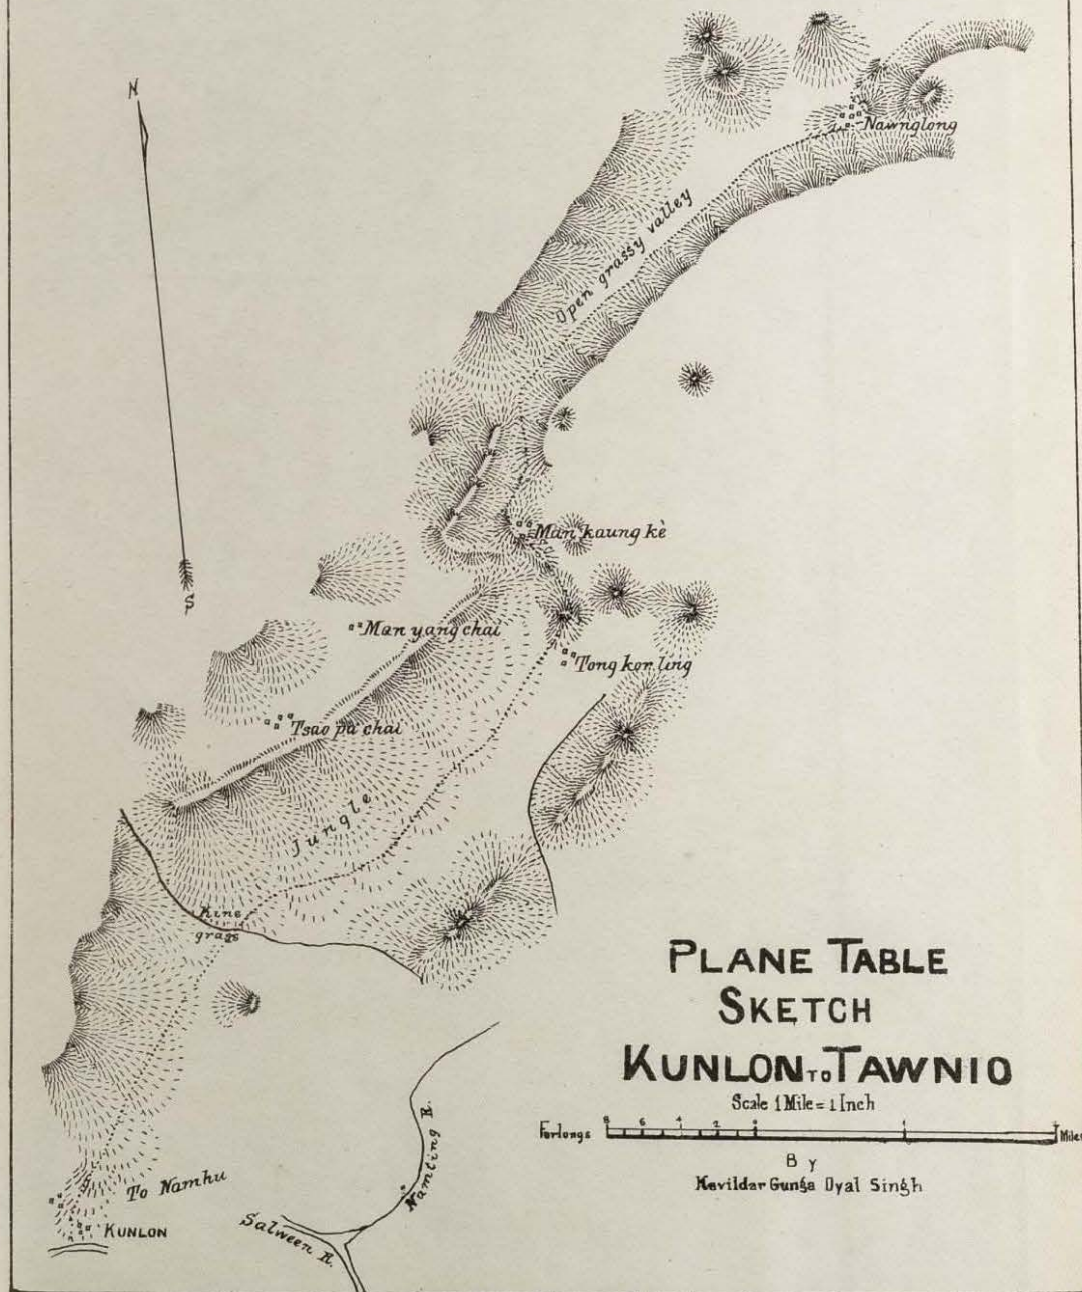 N
Nawnglong
Open grassy valley
Man kaung kè
S
Man yang chai
Tong kor ling
Tsao pa chai
Jungle
Kine
grass
PLANE TABLE
SKETCH
KUNLON TO TAWNIO
Scale 1 Mile = 1 Inch
Furlongs 8 6 4 2 0 1 2 Miles
By
Havildar Gunga Dyal Singh
Namting R.
To Namhu
KUNLON
Salween R.